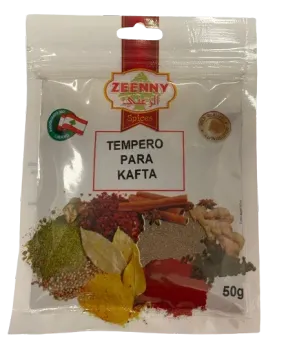 ZEENNY
Spices
TEMPERO
PARA
KAFTA
50g